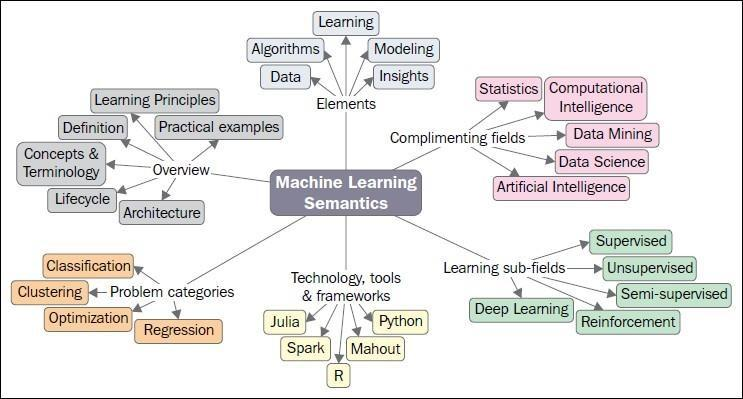 Learning
Algorithms
Modeling
Data
Insights
Elements
Statistics
Computational
Intelligence
Complimenting fields
Data Mining
Data Science
Artificial Intelligence
Learning Principles
Definition
Practical examples
Concepts &
Terminology
Overview
Lifecycle
Architecture
Machine Learning
Semantics
Classification
Clustering
Problem categories
Optimization
Regression
Technology, tools
& frameworks
Julia
Python
Spark
Mahout
R
Supervised
Learning sub-fields
Unsupervised
Semi-supervised
Deep Learning
Reinforcement